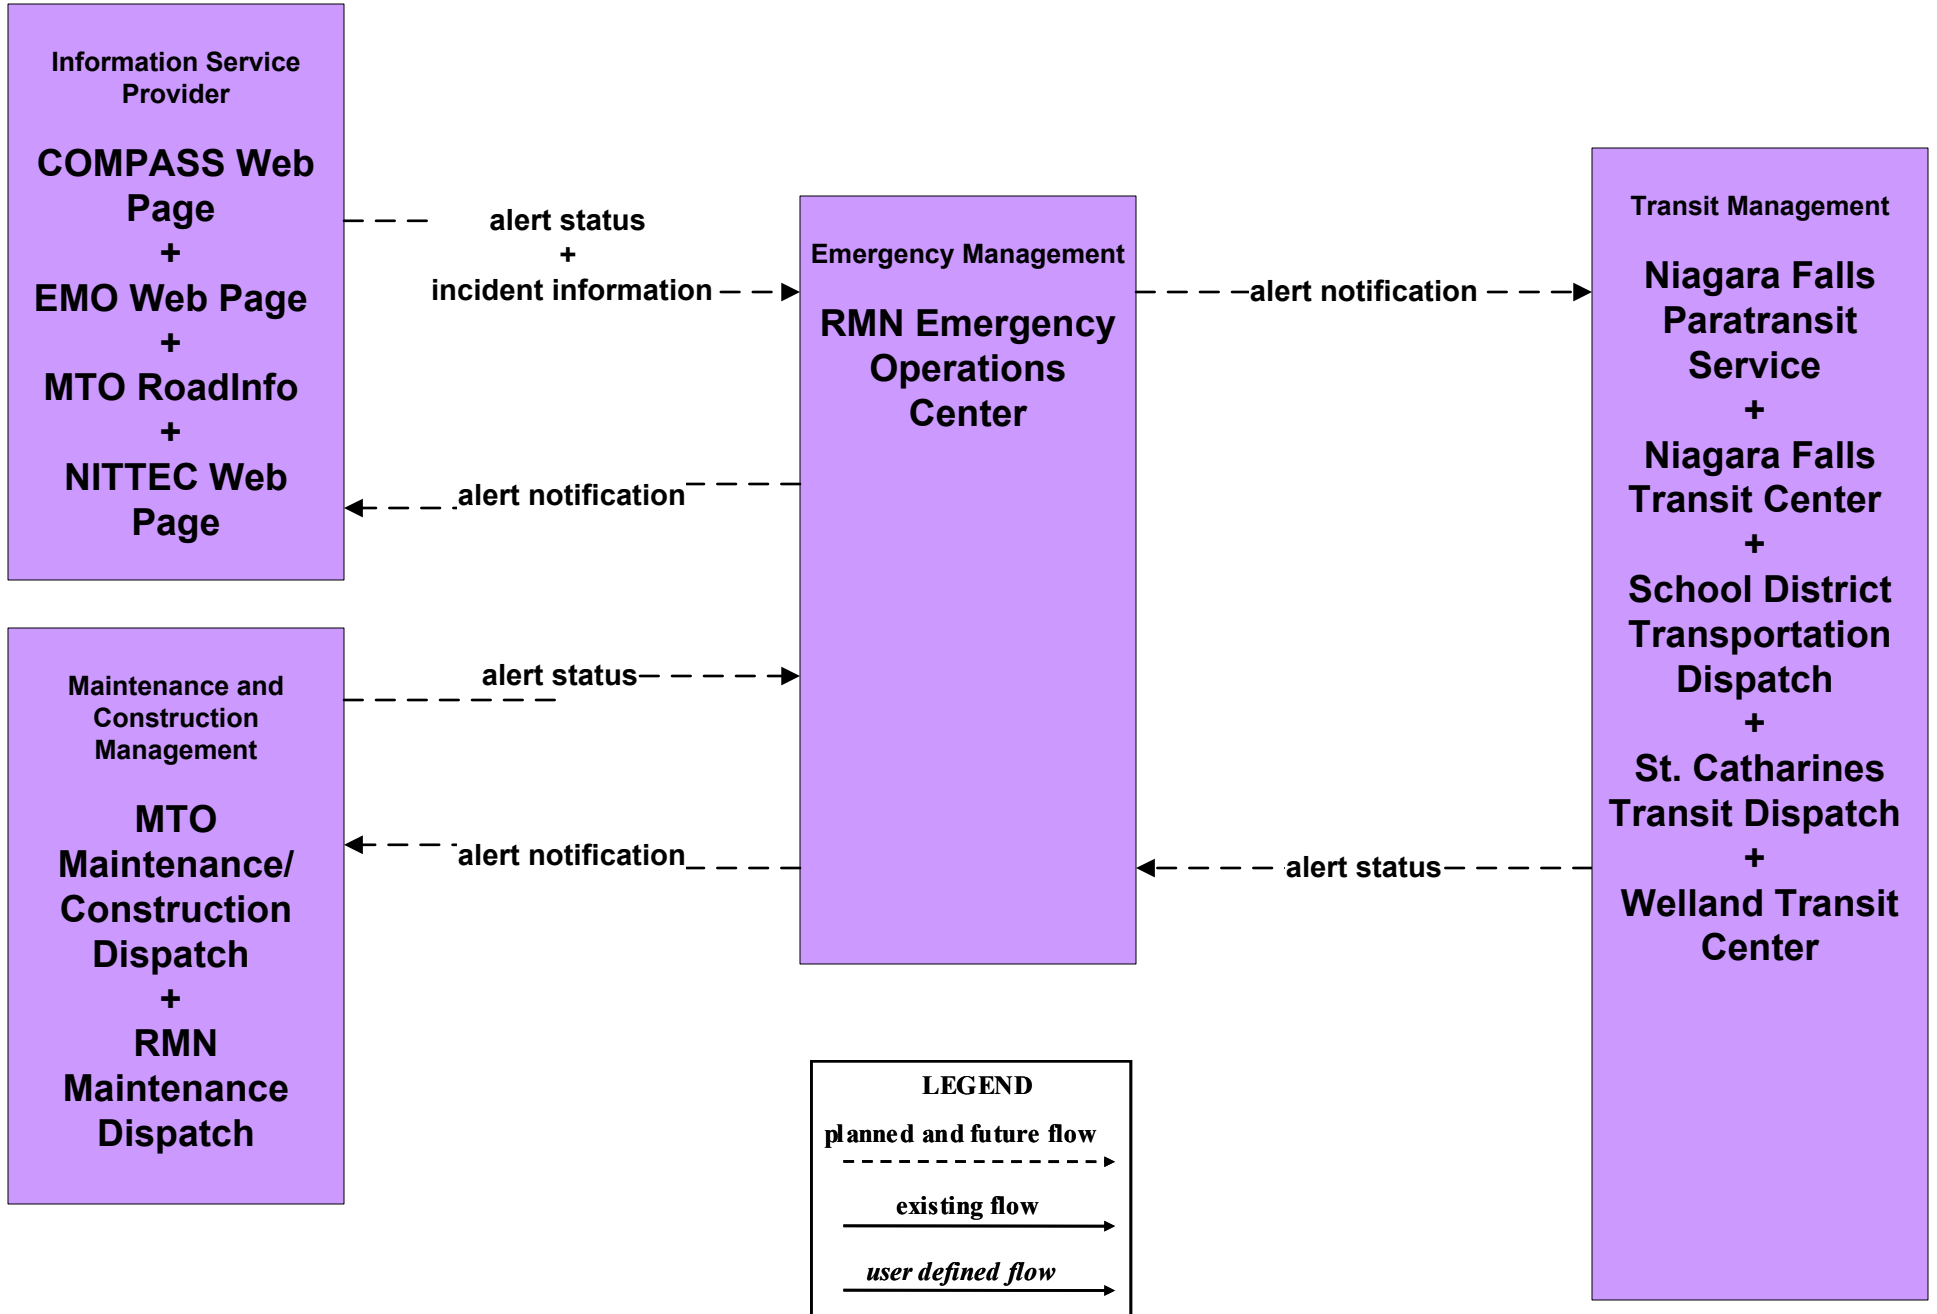 Information Service
Provider
COMPASS Web
Page
+
EMO Web Page
+
MTO RoadInfo
+
NITTEC Web
Page
alert status
+
incident information
alert notification
Maintenance and
Construction
Management
MTO
Maintenance/
Construction
Dispatch
+
RMN
Maintenance
Dispatch
alert status
alert notification
Emergency Management
RMN Emergency
Operations
Center
alert notification
alert status
Transit Management
Niagara Falls
Paratransit
Service
+
Niagara Falls
Transit Center
+
School District
Transportation
Dispatch
+
St. Catharines
Transit Dispatch
+
Welland Transit
Center
LEGEND
planned and future flow
existing flow
user defined flow